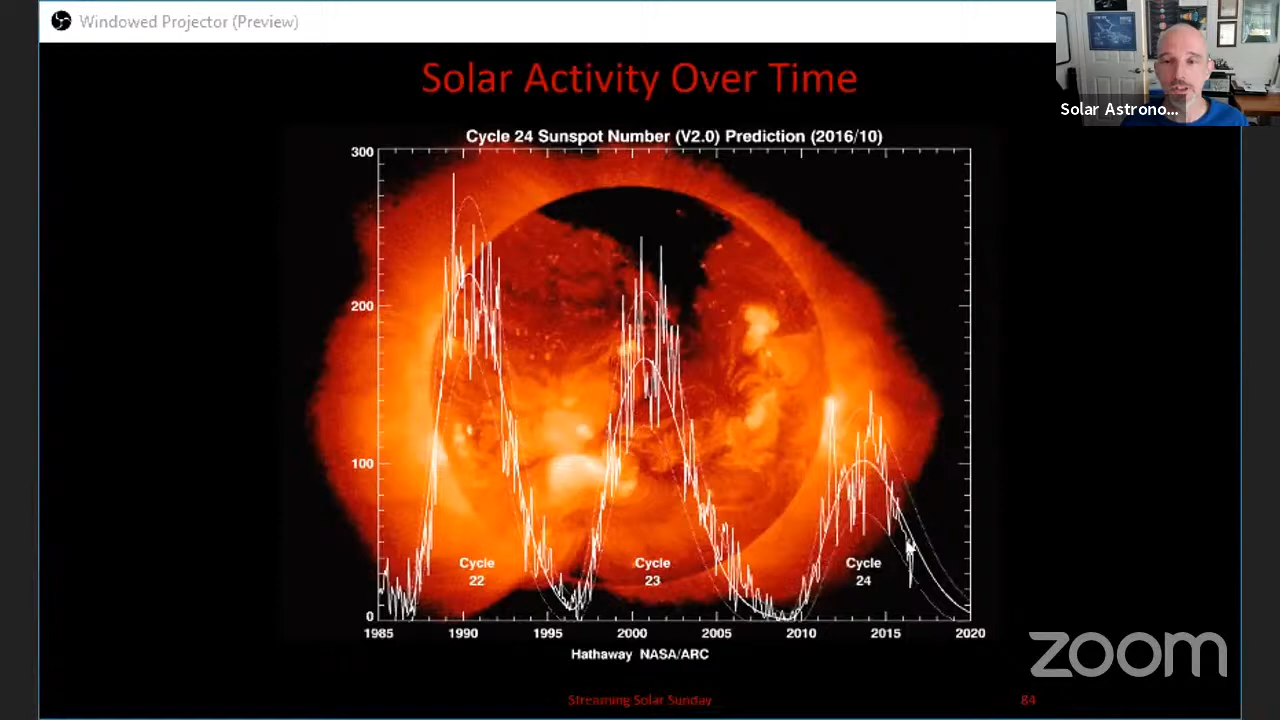 Windowed Projector (Preview)
Solar Astrono...
Solar Activity Over Time
Cycle 24 Sunspot Number (V2.0) Prediction (2016/10)
300
200
100
0
Cycle
22
Cycle
23
Cycle
24
1985 1990 1995 2000 2005 2010 2015 2020
Hathaway NASA/ARC
zoom
Streaming Solar Sunday
84